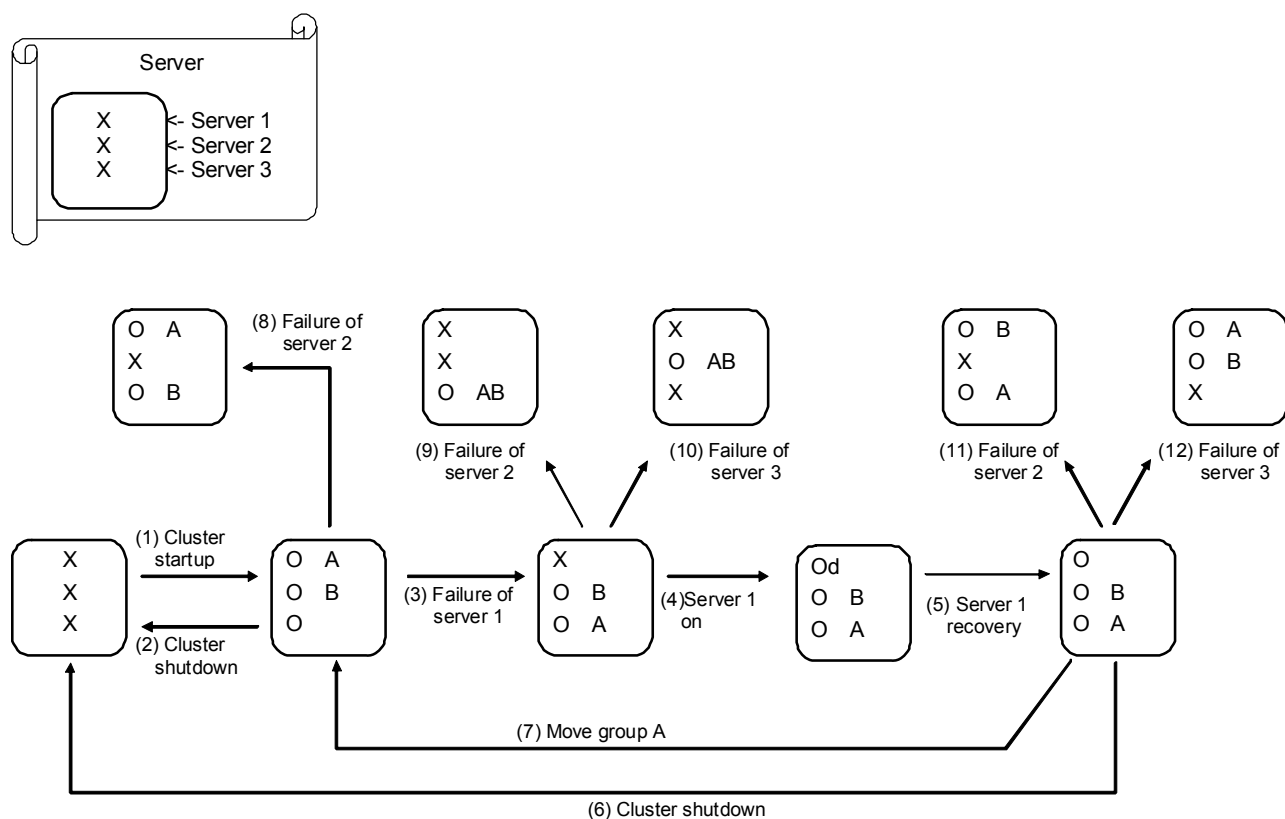 Server
X <- Server 1
X <- Server 2
X <- Server 3
O A
X
O B
(8) Failure of
server 2
X
X
O AB
X
O AB
X
O B
X
O A
O A
O B
X
(9) Failure of
server 2
(10) Failure of
server 3
(11) Failure of
server 2
(12) Failure of
server 3
X
X
X
(1) Cluster
startup
(2) Cluster
shutdown
O A
O B
O
(3) Failure of
server 1
X
O B
O A
(4)Server 1
on
Od
O B
O A
(5) Server 1
recovery
O
O B
O A
(7) Move group A
(6) Cluster shutdown